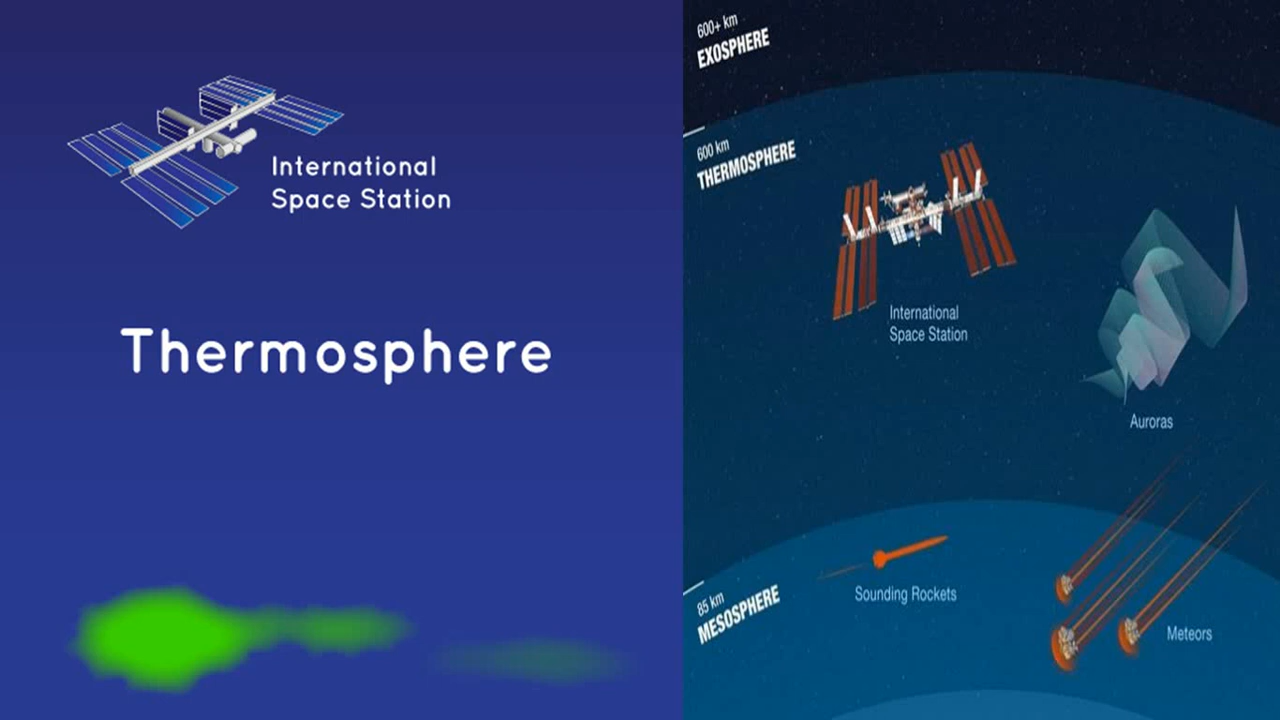 International
Space Station
Thermosphere
600+ km
EXOSPHERE
600 km
THERMOSPHERE
International
Space Station
Auroras
85 km
MESOSPHERE
Sounding Rockets
Meteors